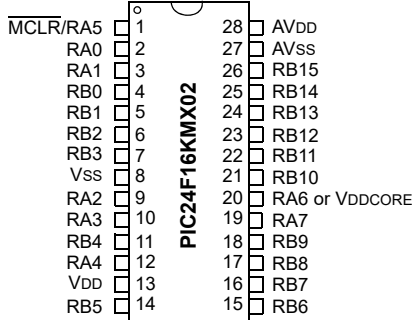 MCLR/RA5 1 28 AVDD
RA0 2 27 AVSS
RA1 3 26 RB15
RB0 4 25 RB14
RB1 5 24 RB13
RB2 6 23 RB12
RB3 7 22 RB11
VSS 8 21 RB10
RA2 9 20 RA6 or VDDCORE
RA3 10 19 RA7
RB4 11 18 RB9
RA4 12 17 RB8
VDD 13 16 RB7
RB5 14 15 RB6
PIC24F16KMX02